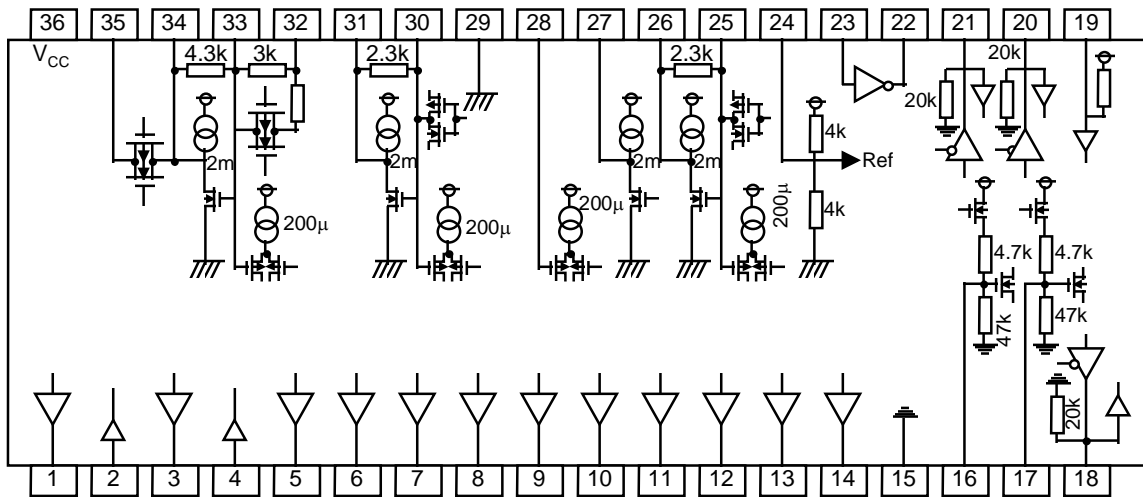 36 35 34 33 32 31 30 29 28 27 26 25 24 23 22 21 20 19
VCC
4.3k 3k 2.3k 2.3k 20k
20k
4k
2m 2m 2m 2m Ref
200μ 200μ 200μ 200μ 4k
4.7k 4.7k
47k 47k
20k
1 2 3 4 5 6 7 8 9 10 11 12 13 14 15 16 17 18